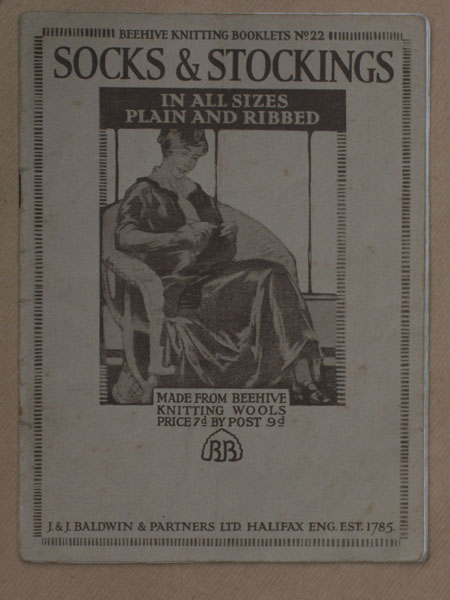 BEEHIVE KNITTING BOOKLETS No22
SOCKS & STOCKINGS
IN ALL SIZES
PLAIN AND RIBBED
MADE FROM BEEHIVE
KNITTING WOOLS
PRICE 7d BY POST 9d
BB
J. & J. BALDWIN & PARTNERS LTD. HALIFAX ENG. EST. 1785.